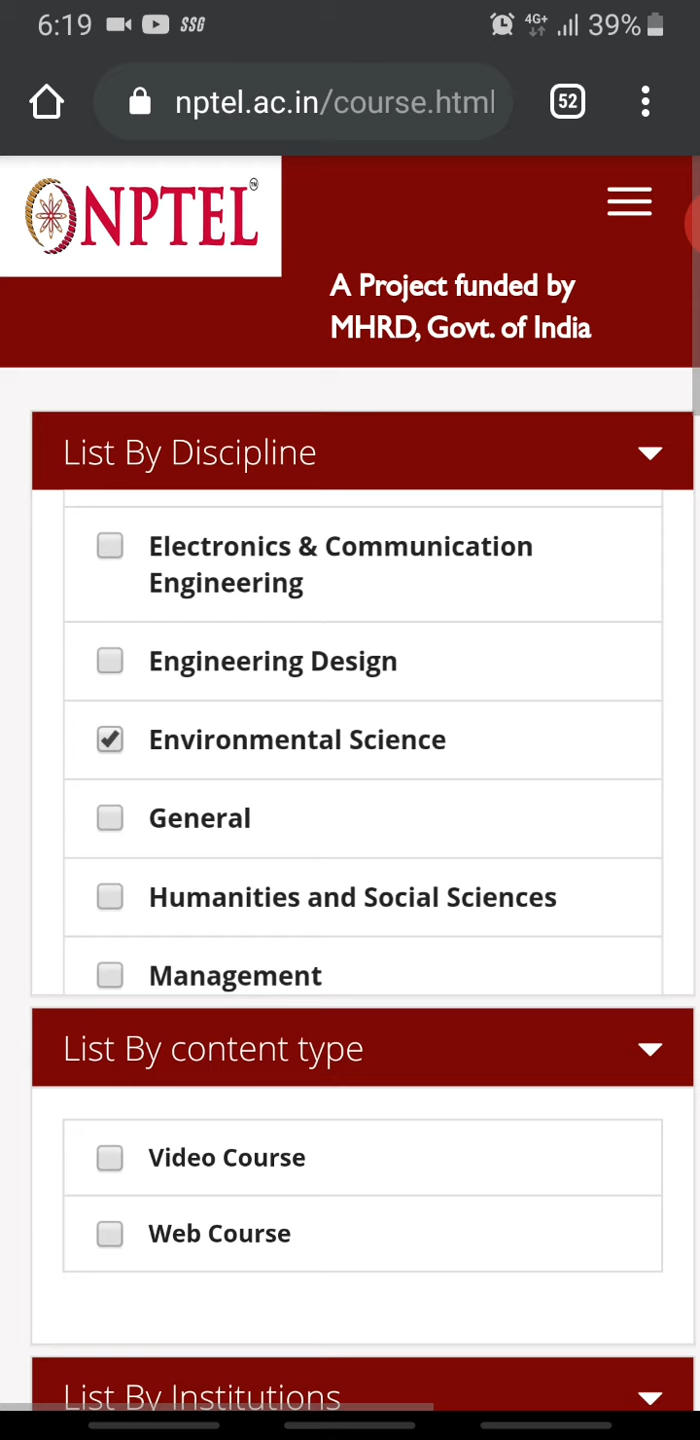 6:19 SSG 4G+ 39%
nptel.ac.in/course.html 52
NPTEL TM
A Project funded by
MHRD, Govt. of India
List By Discipline
Electronics & Communication
Engineering
Engineering Design
Environmental Science
General
Humanities and Social Sciences
Management
List By content type
Video Course
Web Course
List By Institutions